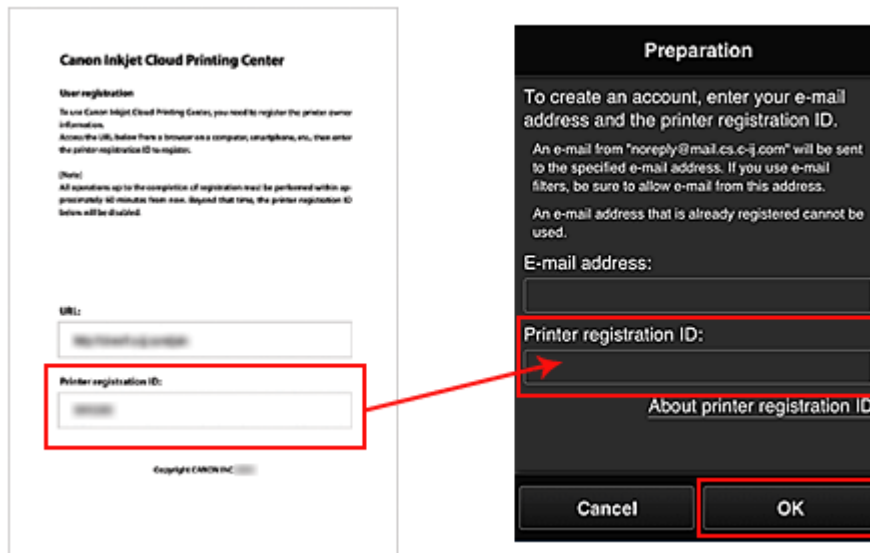 Canon Inkjet Cloud Printing Center
User registration
To use Canon Inkjet Cloud Printing Center, you need to register the printer owner
information.
Access the URL below from a browser on a computer, smartphone, etc., then enter
the printer registration ID to register.
[Note]
All operations up to the completion of registration must be performed within ap-
proximately 60 minutes from now. Beyond that time, the printer registration ID
below will be disabled.
URL:
Printer registration ID:
Copyright CANON INC
Preparation
To create an account, enter your e-mail
address and the printer registration ID.
An e-mail from "noreply@mail.cs.c-ij.com" will be sent
to the specified e-mail address. If you use e-mail
filters, be sure to allow e-mail from this address.
An e-mail address that is already registered cannot be
used.
E-mail address:
Printer registration ID:
About printer registration ID
Cancel
OK